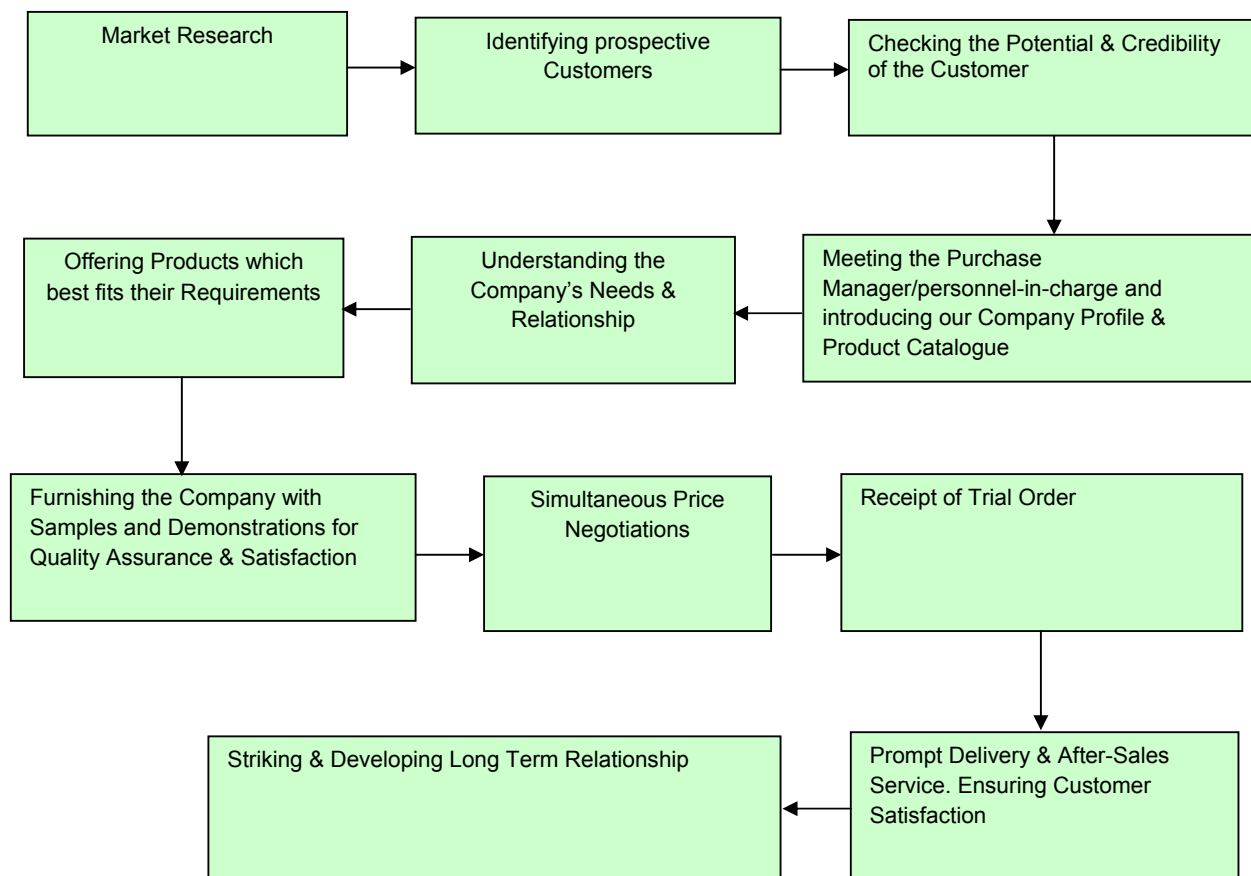 Market Research
Identifying prospective
Customers
Checking the Potential & Credibility
of the Customer
Meeting the Purchase
Manager/personnel-in-charge and
introducing our Company Profile &
Product Catalogue
Understanding the
Company’s Needs &
Relationship
Offering Products which
best fits their Requirements
Furnishing the Company with
Samples and Demonstrations for
Quality Assurance & Satisfaction
Simultaneous Price
Negotiations
Receipt of Trial Order
Prompt Delivery & After-Sales
Service. Ensuring Customer
Satisfaction
Striking & Developing Long Term Relationship